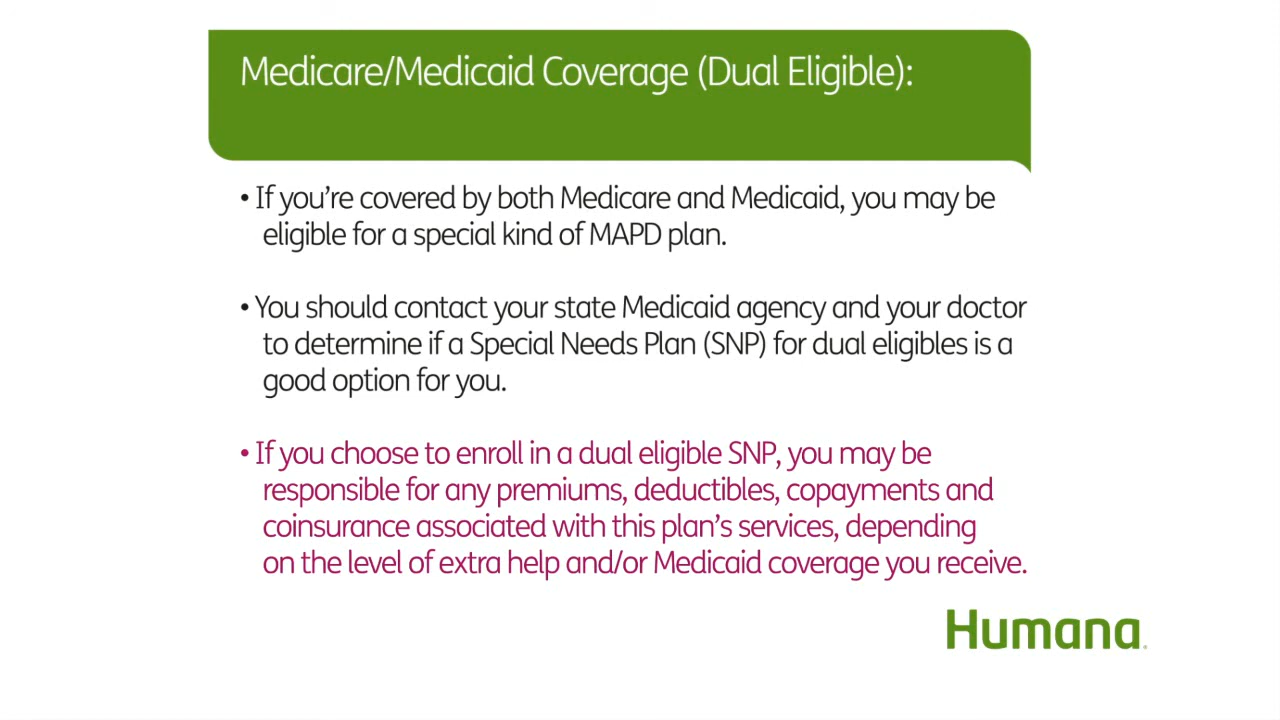 Medicare/Medicaid Coverage (Dual Eligible):
• If you’re covered by both Medicare and Medicaid, you may be
eligible for a special kind of MAPD plan.
• You should contact your state Medicaid agency and your doctor
to determine if a Special Needs Plan (SNP) for dual eligibles is a
good option for you.
• If you choose to enroll in a dual eligible SNP, you may be
responsible for any premiums, deductibles, copayments and
coinsurance associated with this plan’s services, depending
on the level of extra help and/or Medicaid coverage you receive.
Humana